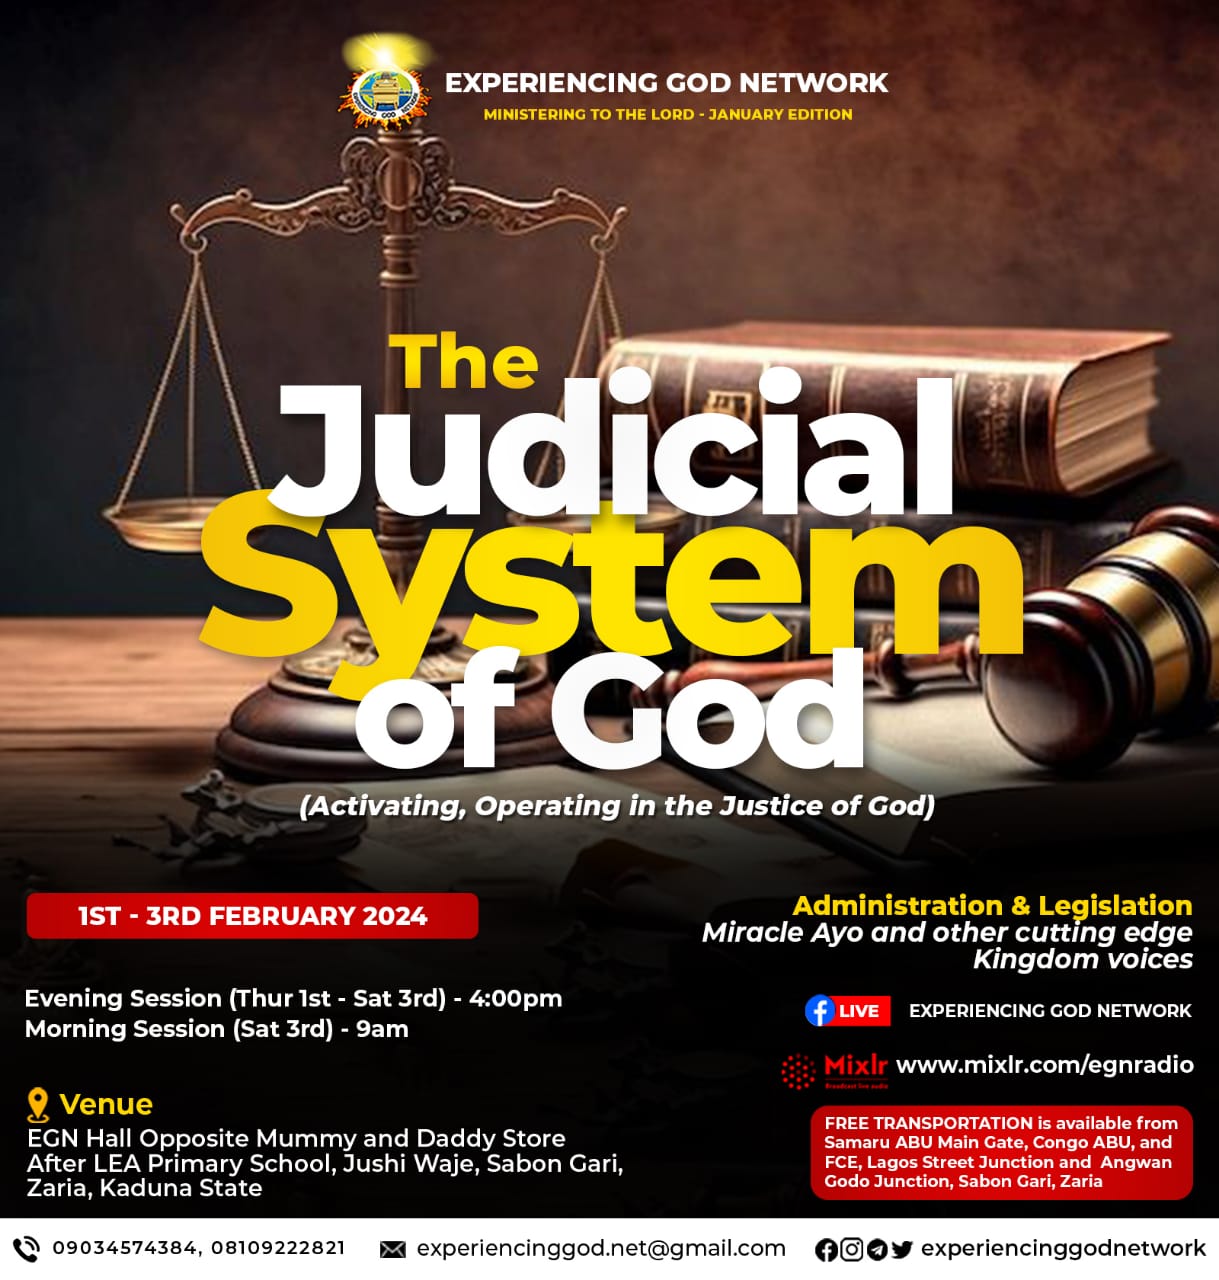 EXPERIENCING GOD NETWORK
MINISTERING TO THE LORD - JANUARY EDITION
The
Judicial
System
of God
(Activating, Operating in the Justice of God)
1ST - 3RD FEBRUARY 2024
Evening Session (Thur 1st - Sat 3rd) - 4:00pm
Morning Session (Sat 3rd) - 9am
Venue
EGN Hall Opposite Mummy and Daddy Store
After LEA Primary School, Jushi Waje, Sabon Gari,
Zaria, Kaduna State
Administration & Legislation
Miracle Ayo and other cutting edge
Kingdom voices
LIVE EXPERIENCING GOD NETWORK
Mixlr www.mixlr.com/egnradio
Broadcast live audio
FREE TRANSPORTATION is available from
Samaru ABU Main Gate, Congo ABU, and
FCE, Lagos Street Junction and Angwan
Godo Junction, Sabon Gari, Zaria
09034574384, 08109222821 experiencinggod.net@gmail.com experiencinggodnetwork